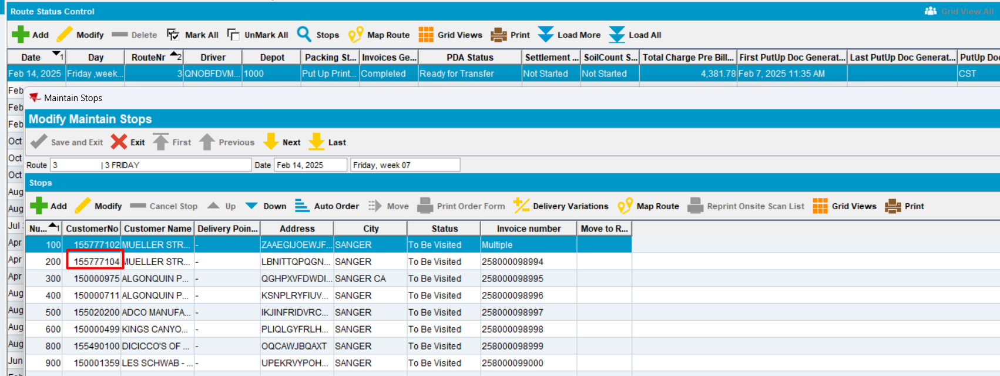 Route Status Control Grid View All
Add Modify Delete Mark All UnMark All Stops Map Route Grid Views Print Load More Load All
Date 1 Day RouteNr 2 Driver Depot Packing St... Invoices Ge... PDA Status Settlement ... SoilCount S... Total Charge Pre Bill... First PutUp Doc Generat... Last PutUp Doc Generat... PutUp Doc
Feb 14, 2025 Friday ,week... 3 QNOBFDVM... 1000 Put Up Print... Completed Ready for Transfer Not Started Not Started 4,381.78 Feb 7, 2025 11:35 AM CST
Feb
Maintain Stops
Feb
Modify Maintain Stops
Feb
Oct
Save and Exit Exit First Previous Next Last
Oct
Route 3 | 3 FRIDAY Date Feb 14, 2025 Friday, week 07
Oct
Stops
Aug
Aug
Add Modify Cancel Stop Up Down Auto Order Move Print Order Form Delivery Variations Map Route Reprint Onsite Scan List Grid Views Print
Jul
Nu... 1 CustomerNo Customer Name Delivery Poin... Address City Status Invoice number Move to R...
Apr
100 155777102 MUELLER STR... - ZAAEGIJOEWJF... SANGER To Be Visited Multiple
Apr
200 155777104 MUELLER STR... - LBNITTQPQGN... SANGER To Be Visited 258000098994
Apr
300 150000975 ALGONQUIN P... - QGHPXVFDWDI... SANGER CA To Be Visited 258000098995
Aug
400 150000711 ALGONQUIN P... - KSNPLRYFIUV... SANGER To Be Visited 258000098996
Aug
500 155020200 ADCO MANUFA... - IKJINFRIDVRC... SANGER To Be Visited 258000098997
Aug
600 150000499 KINGS CANYO... - PLIQLGYFRLH... SANGER To Be Visited 258000098998
Aug
800 155490100 DICICCO'S OF ... - OQCAWJBQAXT SANGER To Be Visited 258000098999
Jun
900 150001359 LES SCHWAB - ... - UPEKRVYPOH... SANGER To Be Visited 258000099000